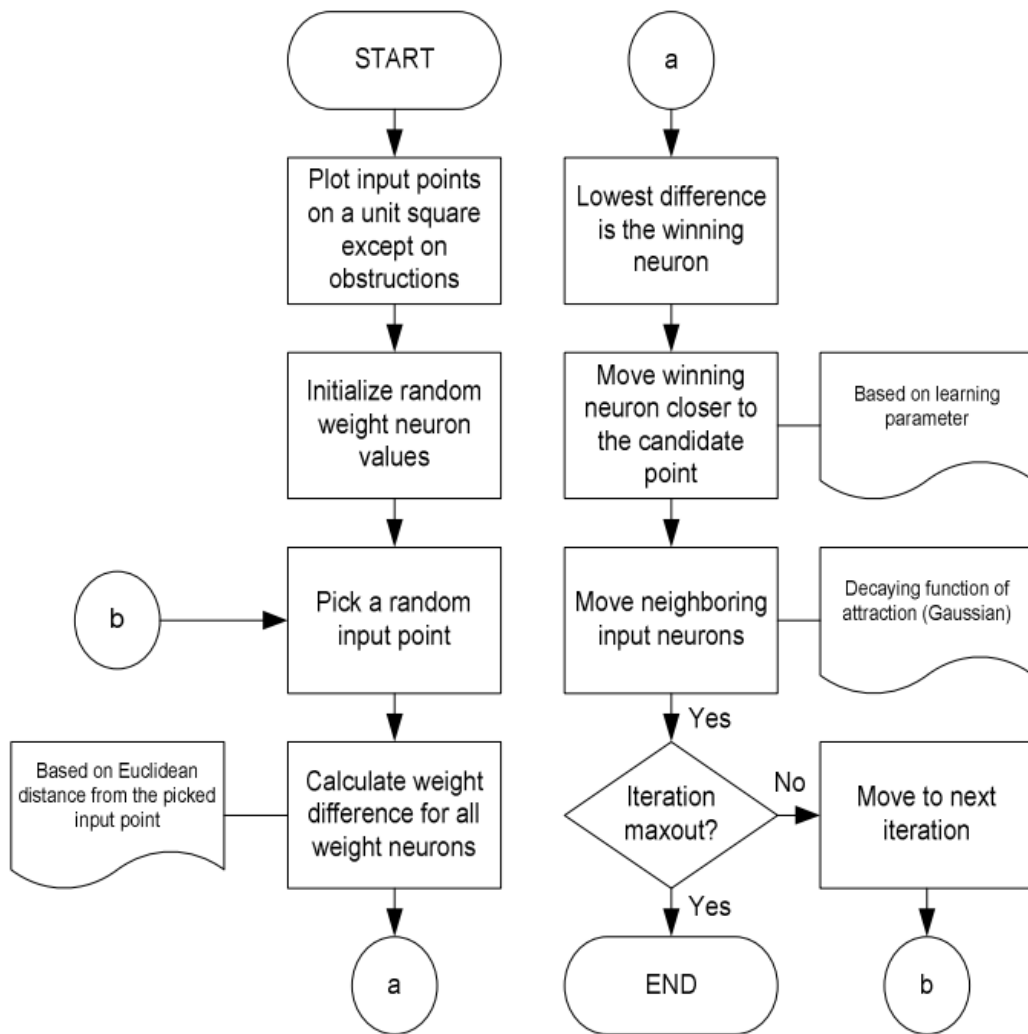 START
Plot input points
on a unit square
except on
obstructions
Initialize random
weight neuron
values
b
Pick a random
input point
Based on Euclidean
distance from the picked
input point
Calculate weight
difference for all
weight neurons
a
a
Lowest difference
is the winning
neuron
Move winning
neuron closer to
the candidate
point
Based on learning
parameter
Move neighboring
input neurons
Decaying function of
attraction (Gaussian)
Yes
Iteration
maxout?
No
Move to next
iteration
Yes
END
b